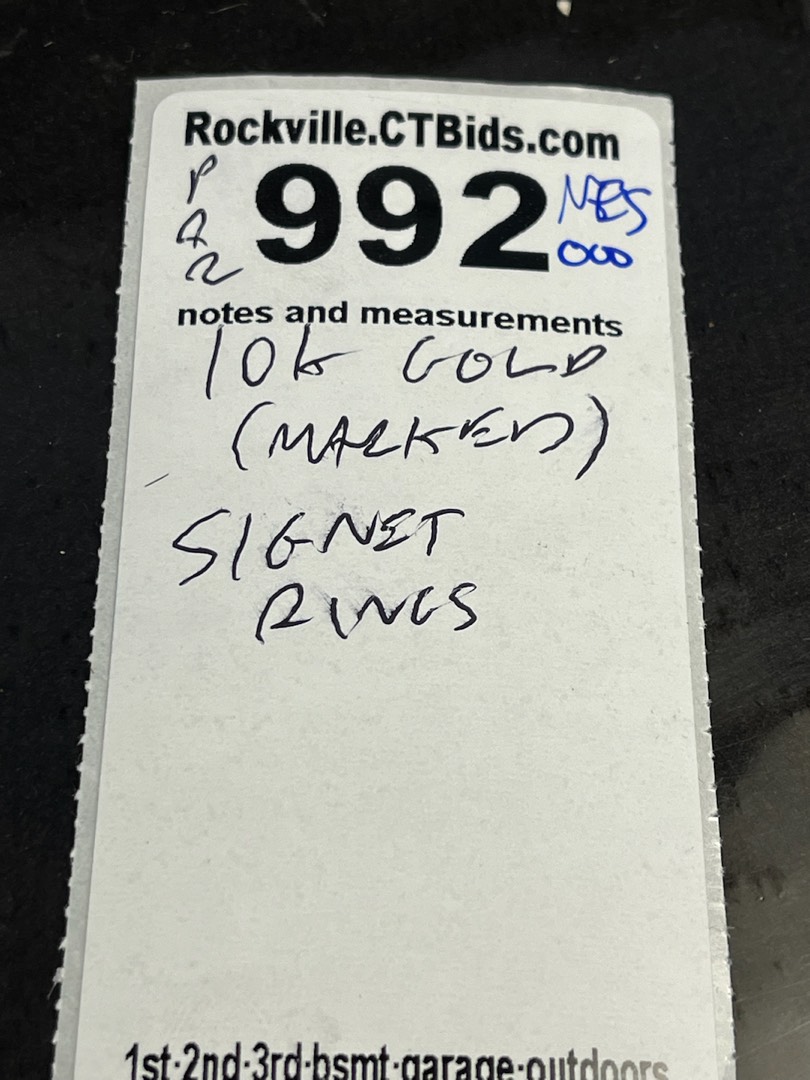 Rockville.CTBids.com
992
notes and measurements
10k GOLD
(MARKED)
SIGNET
RINGS
1st·2nd·3rd·bsmt·garage·outdoors